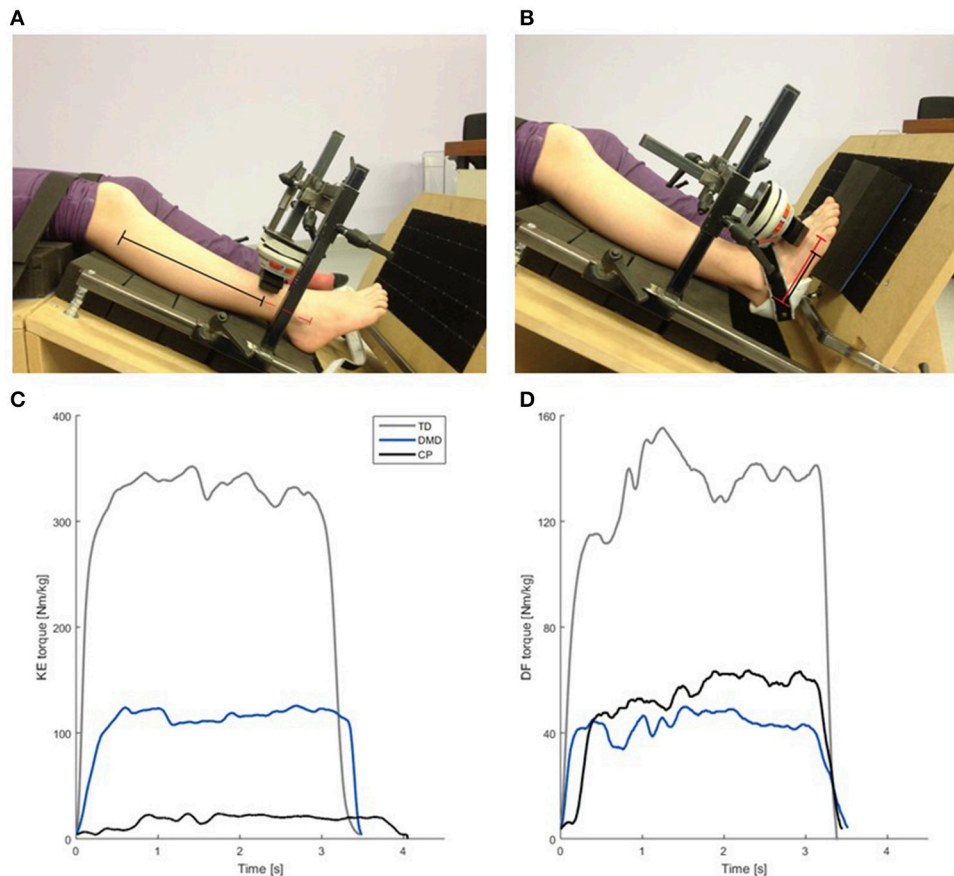 A
B
C
400
300
200
100
0
KE torque [Nm/kg]
0 1 2 3 4
Time [s]
TD
DMD
CP
D
160
120
80
40
0
DF torque [Nm/kg]
0 1 2 3 4
Time [s]